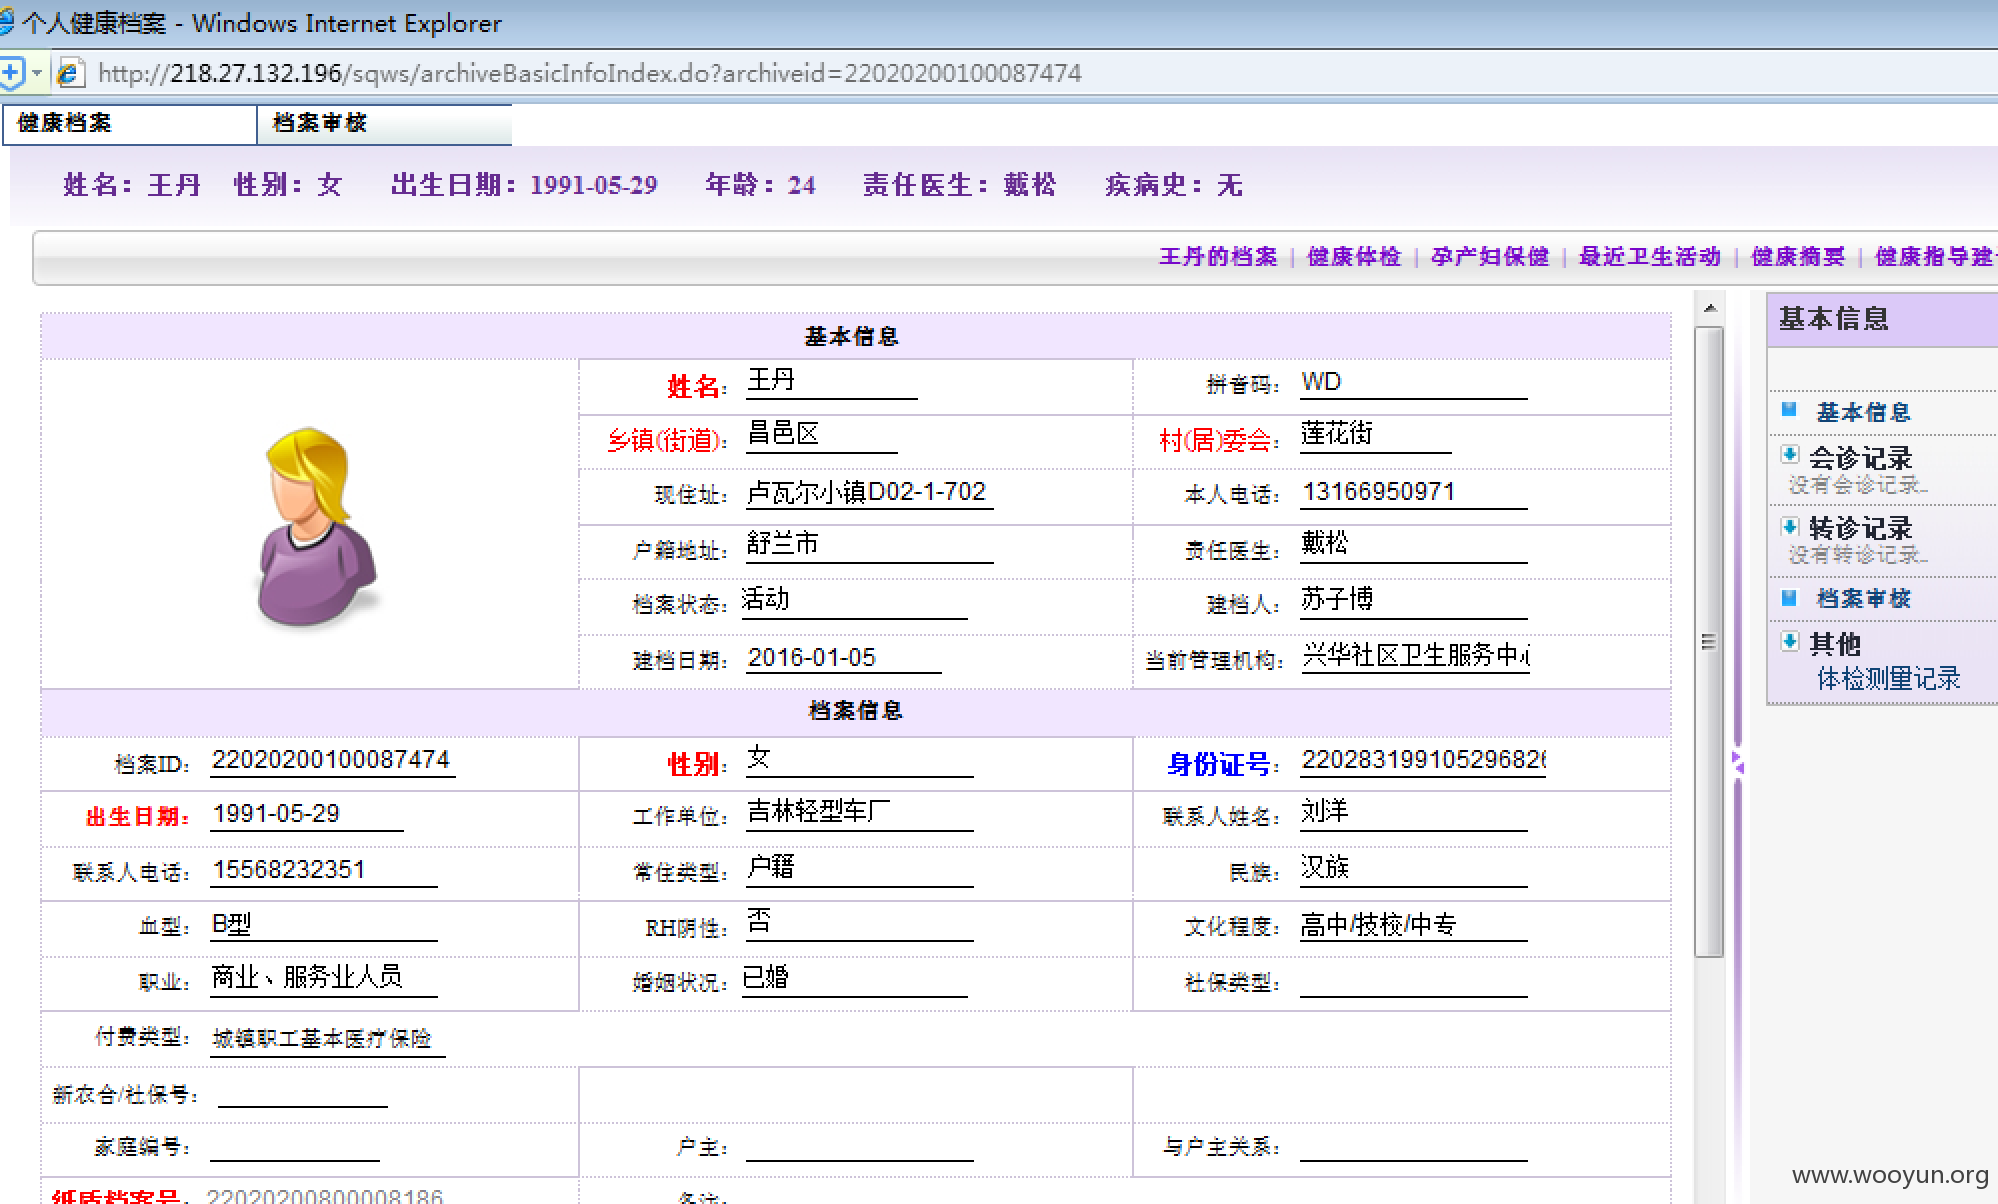 个人健康档案 - Windows Internet Explorer
http://218.27.132.196/sqws/archiveBasicInfoIndex.do?archiveid=22020200100087474
健康档案 档案审核
姓名：王丹 性别：女 出生日期：1991-05-29 年龄：24 责任医生：戴松 疾病史：无
王丹的档案 | 健康体检 | 孕产妇保健 | 最近卫生活动 | 健康摘要 | 健康指导建
基本信息
姓名： 王丹 拼音码： WD
乡镇(街道)： 昌邑区 村(居)委会： 莲花街
现住址： 卢瓦尔小镇D02-1-702 本人电话： 13166950971
户籍地址： 舒兰市 责任医生： 戴松
档案状态： 活动 建档人： 苏子博
建档日期： 2016-01-05 当前管理机构： 兴华社区卫生服务中心
档案信息
档案ID： 22020200100087474 性别： 女 身份证号： 22028319910529682
出生日期： 1991-05-29 工作单位： 吉林轻型车厂 联系人姓名： 刘洋
联系人电话： 15568232351 常住类型： 户籍 民族： 汉族
血型： B型 RH阴性： 否 文化程度： 高中/技校/中专
职业： 商业、服务业人员 婚姻状况： 已婚 社保类型：
付费类型： 城镇职工基本医疗保险
新农合/社保号：
家庭编号： 户主： 与户主关系：
纸质档案号： 22020200800008186 备注：
基本信息
基本信息
会诊记录
没有会诊记录..
转诊记录
没有转诊记录..
档案审核
其他
体检测量记录
www.wooyun.org